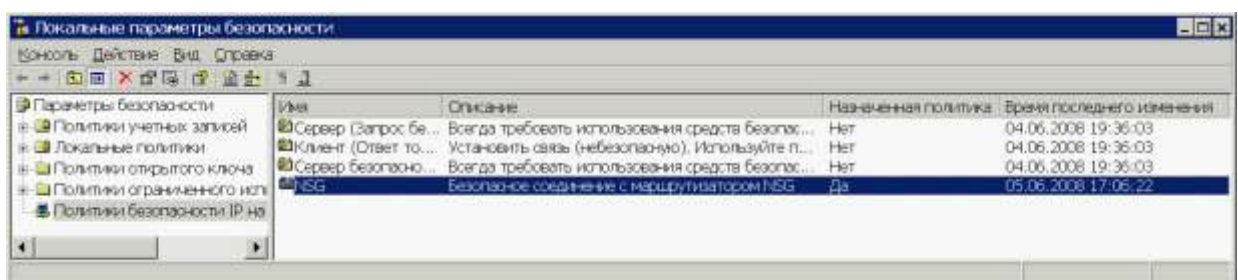 Локальные параметры безопасности
Консоль Действие Вид Справка
Параметры безопасности
Политики учетных записей
Локальные политики
Политики открытого ключа
Политики ограниченного испо
Политики безопасности IP на
Имя Описание Назначенная политика Время последнего изменения
Сервер (Запрос бе... Всегда требовать использования средств безопас... Нет 04.06.2008 19:36:03
Клиент (Ответ то... Установить связь (небезопасную). Используйте п... Нет 04.06.2008 19:36:03
Сервер безопасно... Всегда требовать использования средств безопас... Нет 04.06.2008 19:36:03
NSG Безопасное соединение с маршрутизатором NSG Да 05.06.2008 17:06:22